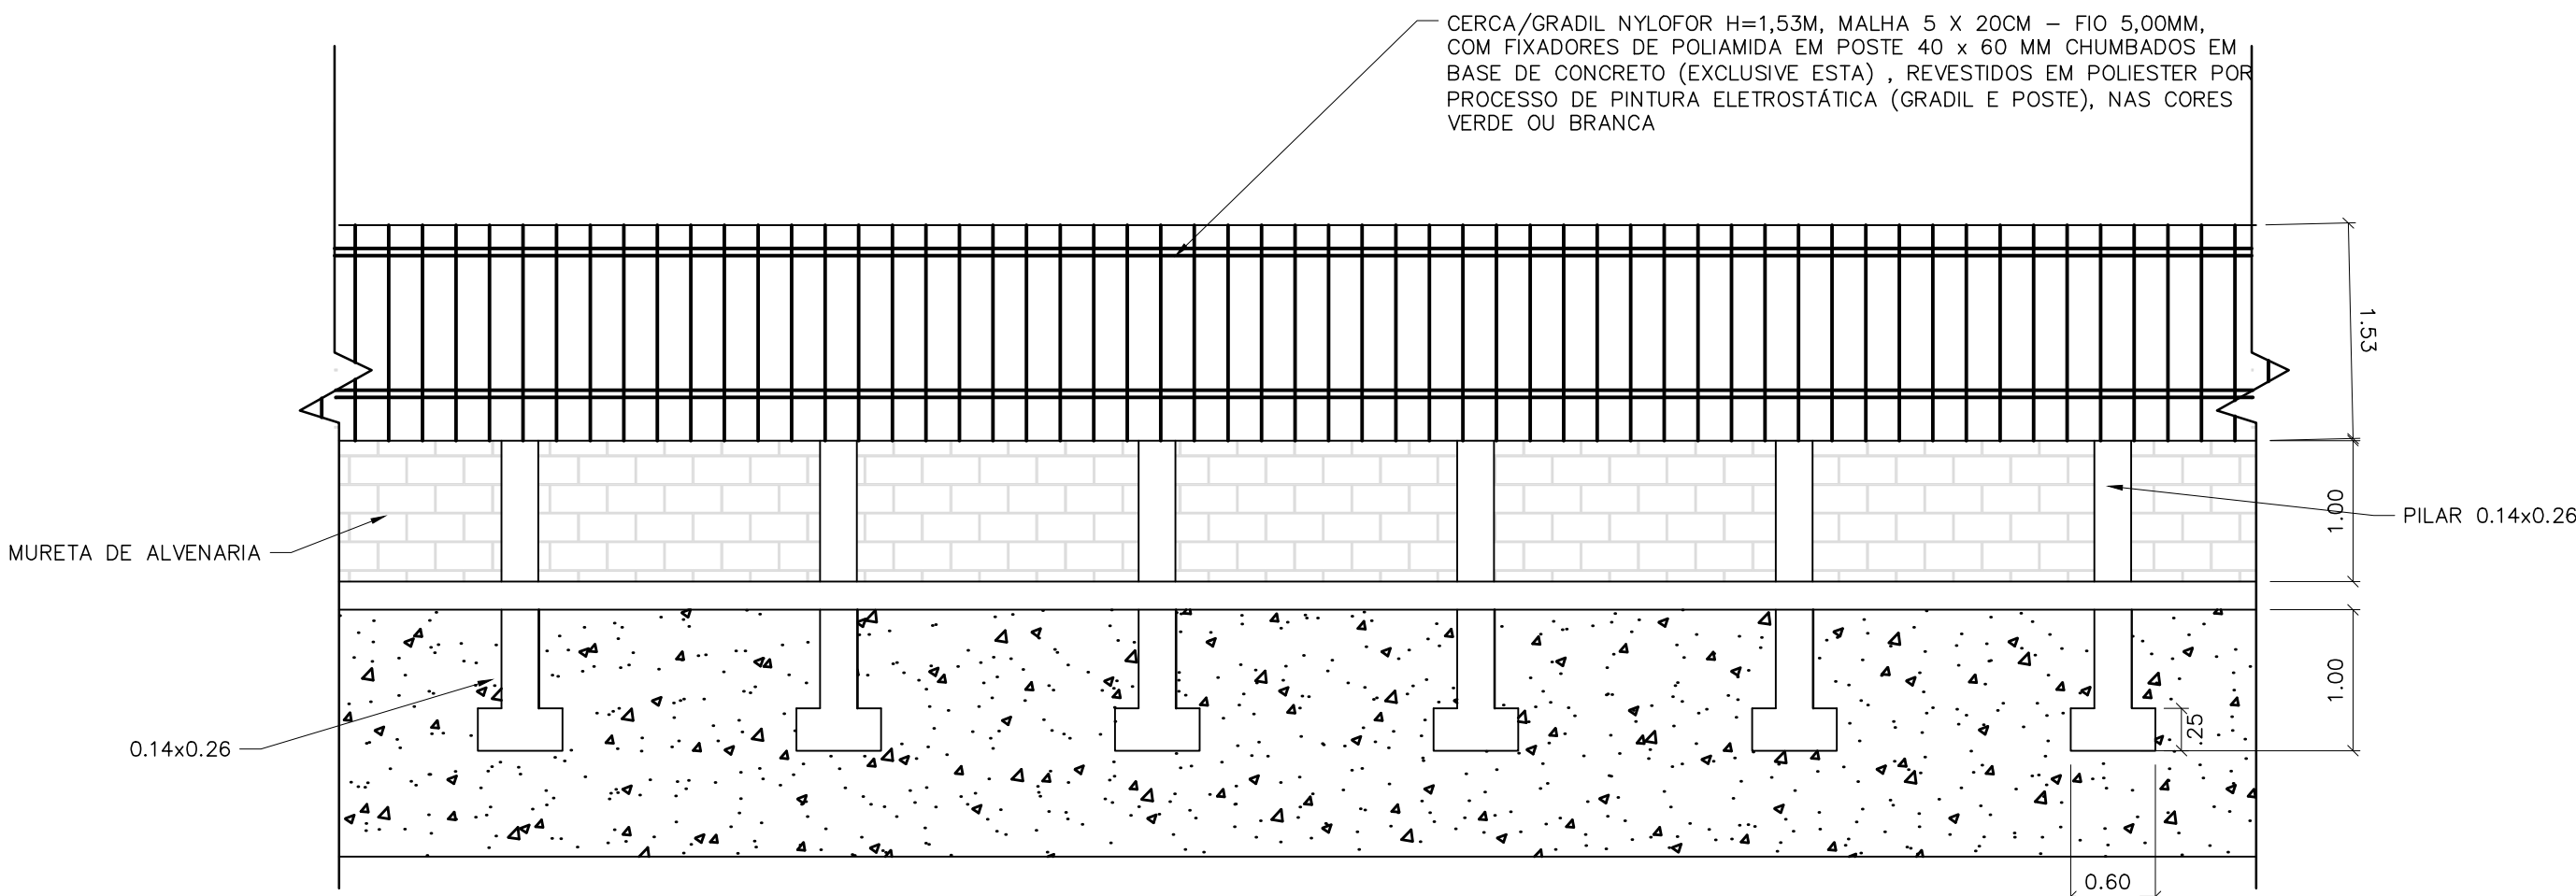 CERCA/GRADIL NYLOFOR H=1,53M, MALHA 5 X 20CM – FIO 5,00MM,
COM FIXADORES DE POLIAMIDA EM POSTE 40 x 60 MM CHUMBADOS EM
BASE DE CONCRETO (EXCLUSIVE ESTA) , REVESTIDOS EM POLIESTER POR
PROCESSO DE PINTURA ELETROSTÁTICA (GRADIL E POSTE), NAS CORES
VERDE OU BRANCA
1.53
1.00
PILAR 0.14x0.26
MURETA DE ALVENARIA
1.00
.25
0.14x0.26
0.60